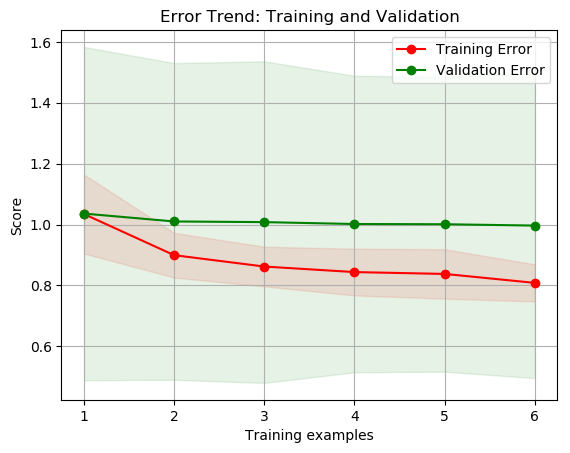 Error Trend: Training and Validation
Training Error
Validation Error
Score
1.6
1.4
1.2
1.0
0.8
0.6
1 2 3 4 5 6
Training examples